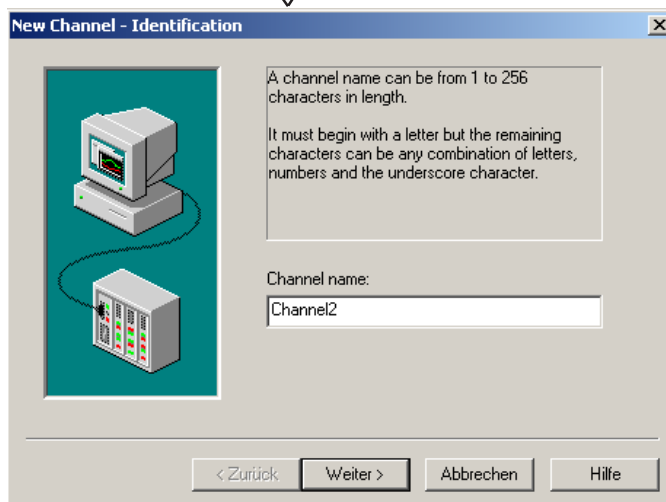 New Channel - Identification
A channel name can be from 1 to 256
characters in length.
It must begin with a letter but the remaining
characters can be any combination of letters,
numbers and the underscore character.
Channel name:
Channel2
< Zurück Weiter > Abbrechen Hilfe